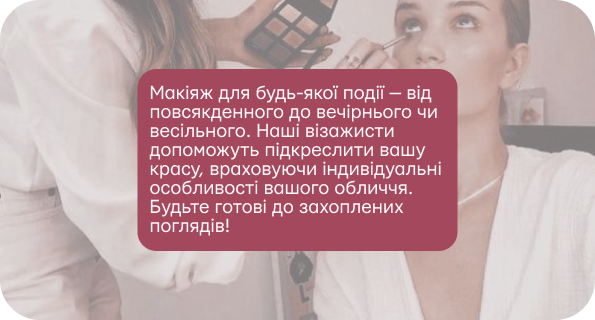 Макіяж для будь-якої події — від
повсякденного до вечірнього чи
весільного. Наші візажисти
допоможуть підкреслити вашу
красу, враховуючи індивідуальні
особливості вашого обличчя.
Будьте готові до захоплених
поглядів!